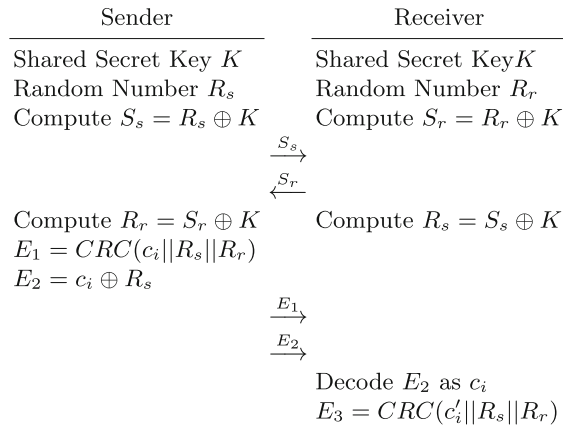 Sender Receiver
Shared Secret Key K Shared Secret KeyK
Random Number R_s Random Number R_r
Compute S_s = R_s ⊕ K Compute S_r = R_r ⊕ K
S_s →
S_r ←
Compute R_r = S_r ⊕ K Compute R_s = S_s ⊕ K
E_1 = CRC(c_i||R_s||R_r)
E_2 = c_i ⊕ R_s
E_1 →
E_2 →
Decode E_2 as c_i
E_3 = CRC(c'_i||R_s||R_r)